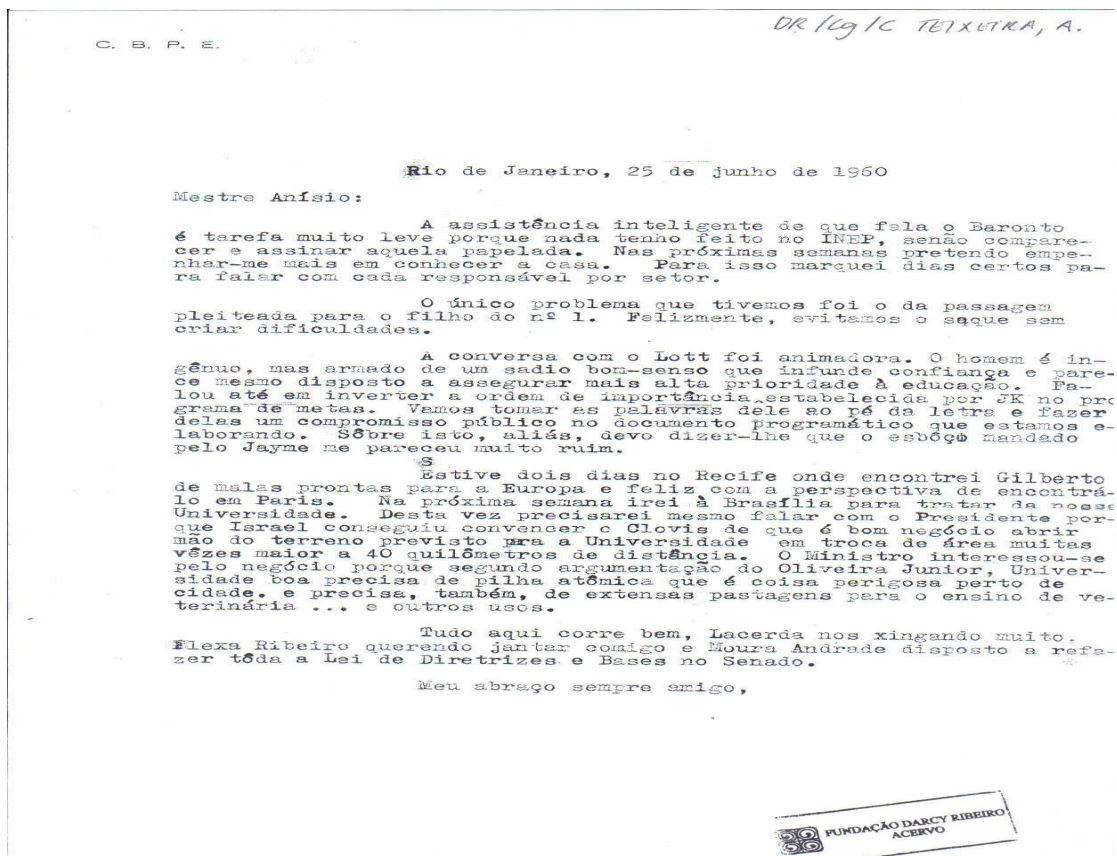 DR/Cg/C TEIXEIRA, A.
C. B. P. E.
Rio de Janeiro, 25 de junho de 1960
Mestre Anísio:
A assistência inteligente de que fala o Baronto
é tarefa muito leve porque nada tenho feito no INEP, senão compare-
cer e assinar aquela papelada. Nas próximas semanas pretendo empe-
nhar-me mais em conhecer a casa. Para isso marquei dias certos pa-
ra falar com cada responsável por setor.
O único problema que tivemos foi o da passagem
pleiteada para o filho do nº 1. Felizmente, evitamos o saque sem
criar dificuldades.
A conversa com o Lott foi animadora. O homem é in-
gênuo, mas armado de um sadio bom-senso que infunde confiança e pare-
ce mesmo disposto a assegurar mais alta prioridade à educação. Fa-
lou até em inverter a ordem de importância estabelecida por JK no pro
grama de metas. Vamos tomar as palavras dele ao pé da letra e fazer
delas um compromisso público no documento programático que estamos e-
laborando. Sôbre isto, aliás, devo dizer-lhe que o esbôço mandado
pelo Jayme me pareceu muito ruim.
S
Estive dois dias no Recife onde encontrei Gilberto
de malas prontas para a Europa e feliz com a perspectiva de encontrá-
lo em Paris. Na próxima semana irei à Brasília para tratar da nossa
Universidade. Desta vez precisarei mesmo falar com o Presidente por-
que Israel conseguiu convencer o Clovis de que é bom negócio abrir
mão do terreno previsto pra a Universidade em troca de área muitas
vêzes maior a 40 quilômetros de distância. O Ministro interessou-se
pelo negócio porque segundo argumentação do Oliveira Junior, Univer-
sidade boa precisa de pilha atômica que é coisa perigosa perto de
cidade. e precisa, também, de extensas pastagens para o ensino de ve-
terinária ... e outros usos.
Tudo aqui corre bem, Lacerda nos xingando muito,
Flexa Ribeiro querendo jantar comigo e Moura Andrade disposto a refa-
zer tôda a Lei de Diretrizes e Bases no Senado.
Meu abraço sempre amigo,
FUNDAÇÃO DARCY RIBEIRO
ACERVO